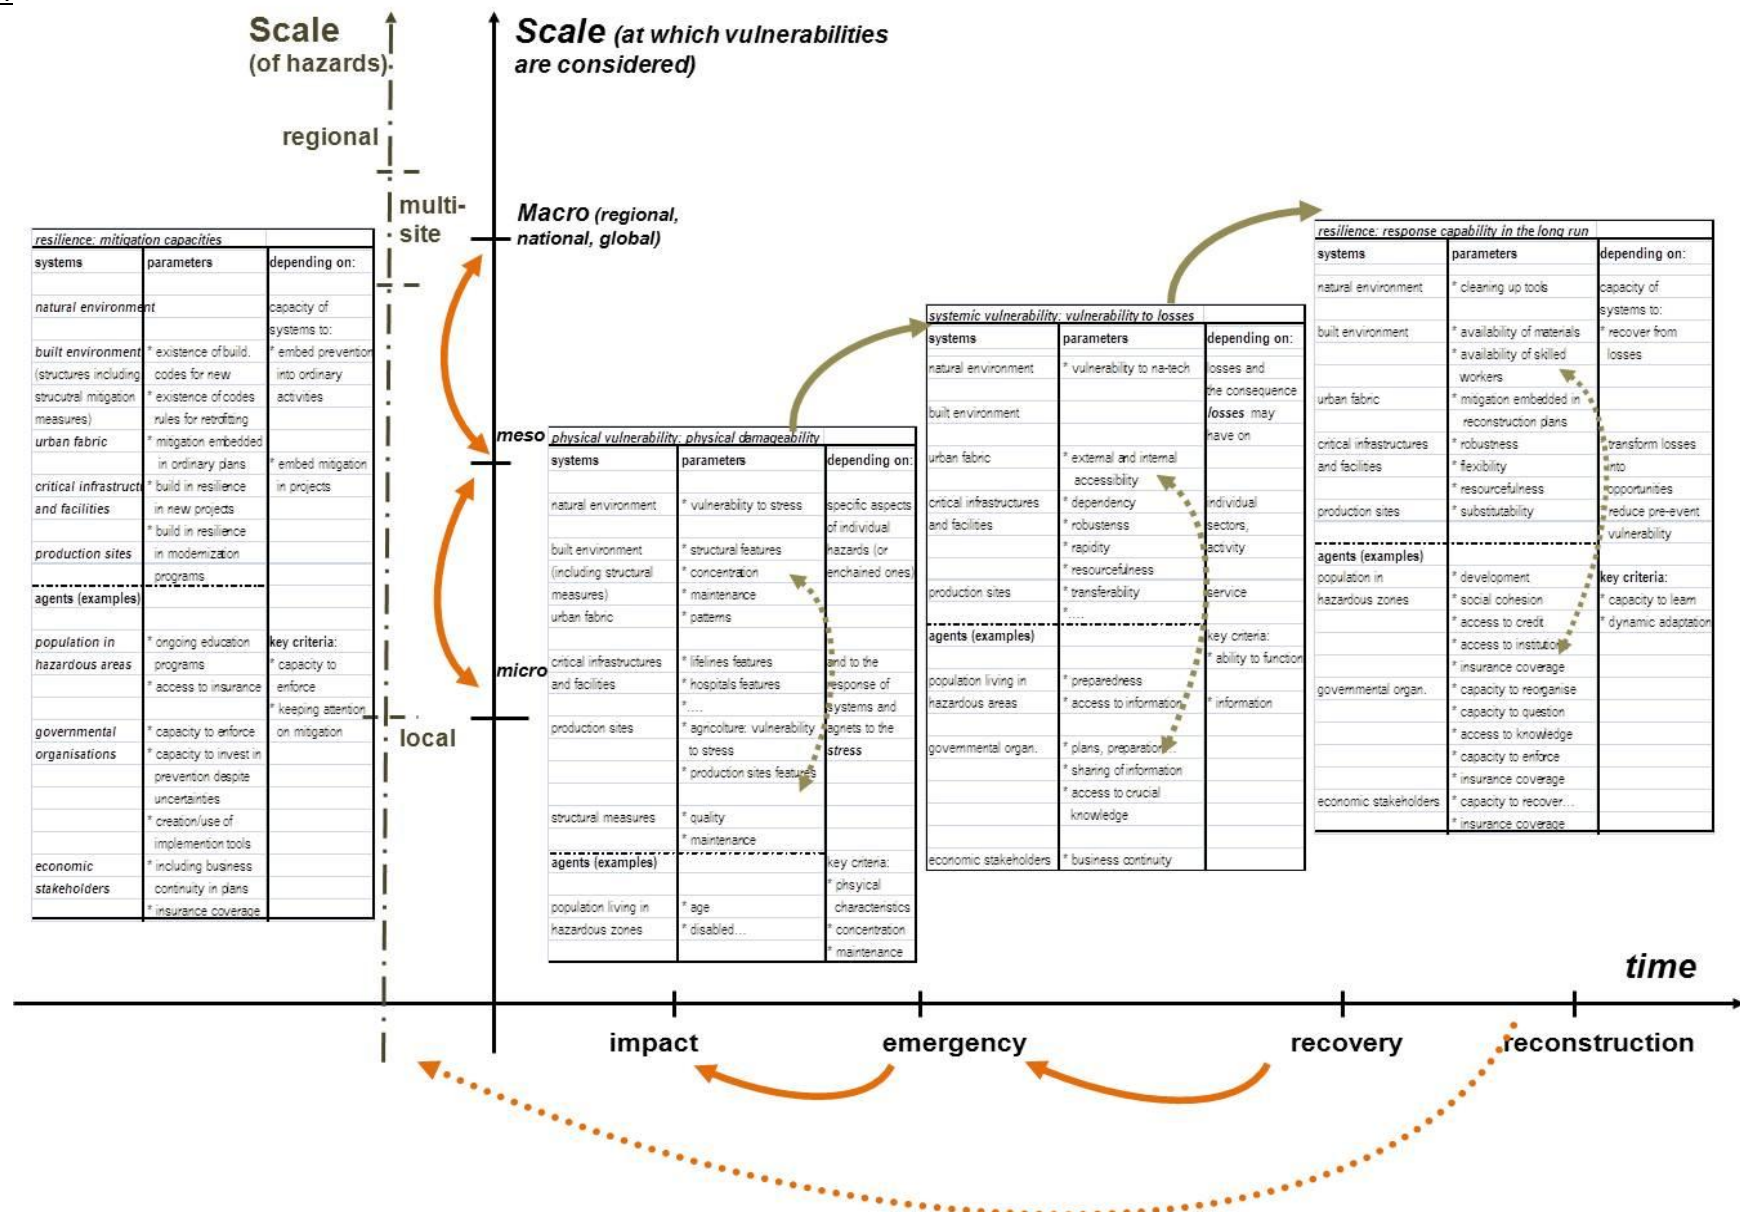 Scale
(of hazards)
regional
multi-
site
local
Scale (at which vulnerabilities
are considered)
Macro (regional,
national, global)
meso
micro
resilience: mitigation capacities
systems parameters depending on:
natural environment capacity of
systems to:
built environment * existence of build. * embed prevention
(structures including codes for new into ordinary
strucutral mitigation * existence of codes activities
measures) rules for retrofitting
urban fabric * mitigation embedded
in ordinary plans * embed mitigation
critical infrastructi * build in resilience in projects
and facilities in new projects
* build in resilience
production sites in modernization
programs
agents (examples)
population in * ongoing education key criteria:
hazardous areas programs * capacity to
* access to insurance enforce
* keeping attention
governmental * capacity to enforce on mitigation
organisations * capacity to invest in
prevention despite
uncertainties
* creation/use of
implemention tools
economic * including business
stakeholders continuity in plans
* insurance coverage
physical vulnerability: physical damageability
systems parameters depending on:
natural environment * vulnerability to stress specific aspects
of individual
built environment * structural features hazards (or
(including structural * concentration enchained ones)
measures) * maintenance
urban fabric * patterns
critical infrastructures * lifelines features and to the
and facilities * hospitals features response of
*.... systems and
production sites * agricolture: vulnerability agnets to the
to stress stress
* production sites features
structural measures * quality
* maintenance
agents (examples) key criteria:
* phsyical
population living in * age characteristics
hazardous zones * disabled... * concentration
* maintenance
systemic vulnerability: vulnerability to losses
systems parameters depending on:
natural environment * vulnerability to na-tech losses and
the consequence
built environment losses may
have on
urban fabric * external and internal
accessiblity
critical infrastructures * dependency individual
and facilities * robustenss sectors,
* rapidity activity
* resourcefulness
production sites * transferability service
*....
agents (examples) key criteria:
* ability to function
population living in * preparedness
hazardous areas * access to information * information
governmental organ. * plans, preparation...
* sharing of information
* access to crucial
knowledge
economic stakeholders * business continuity
resilience: response capability in the long run
systems parameters depending on:
natural environment * cleaning up tools capacity of
systems to:
built environment * availability of materials * recover from
* availability of skilled losses
workers
urban fabric * mitigation embedded in
reconstruction plans
critical infrastructures * robustness transform losses
and facilities * flexibility into
* resourcefulness opportunities
production sites * substitutability reduce pre-event
vulnerability
agents (examples)
population in * development key criteria:
hazardous zones * social cohesion * capacity to learn
* access to credit * dynamic adaptation
* access to institution
* insurance coverage
governmental organ. * capacity to reorganise
* capacity to question
* access to knowledge
* capacity to enforce
* insurance coverage
economic stakeholders * capacity to recover...
* insurance coverage
time
impact emergency recovery reconstruction